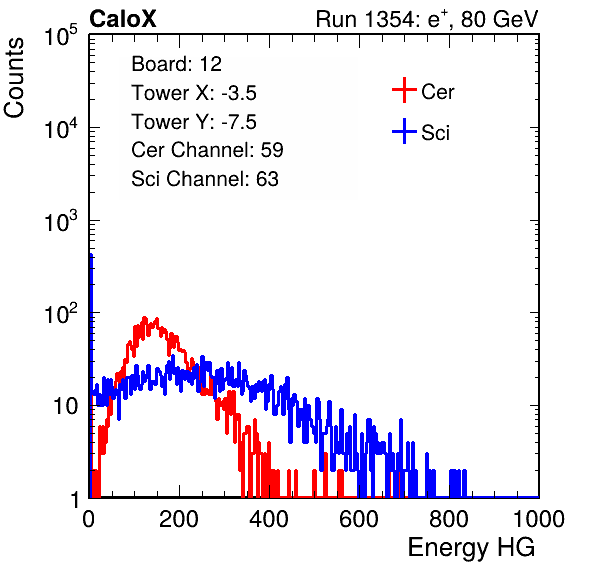 CaloX Run 1354: e⁺, 80 GeV
Counts
10⁵
10⁴
10³
10²
10
1
Board: 12
Tower X: -3.5
Tower Y: -7.5
Cer Channel: 59
Sci Channel: 63
Cer
Sci
0 200 400 600 800 1000
Energy HG